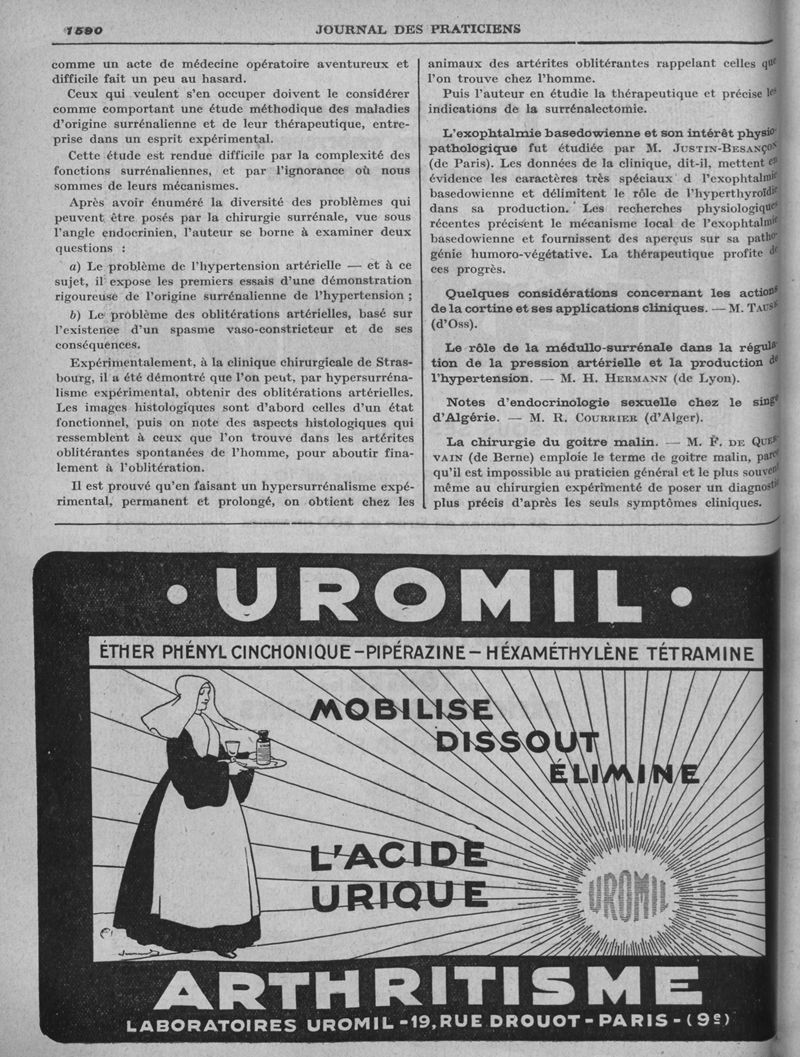 1590
JOURNAL DES PRATICIENS
comme un acte de médecine opératoire aventureux et
difficile fait un peu au hasard.
Ceux qui veulent s'en occuper doivent le considérer
comme comportant une étude méthodique des maladies
d'origine surrénalienne et de leur thérapeutique, entre-
prise dans un esprit expérimental.
Cette étude est rendue difficile par la complexité des
fonctions surrénaliennes, et par l'ignorance où nous
sommes de leurs mécanismes.
Après avoir énuméré la diversité des problèmes qui
peuvent être posés par la chirurgie surrénale, vue sous
l'angle endocrinien, l'auteur se borne à examiner deux
questions :
a) Le problème de l'hypertension artérielle — et à ce
sujet, il expose les premiers essais d'une démonstration
rigoureuse de l'origine surrénalienne de l'hypertension ;
b) Le problème des oblitérations artérielles, basé sur
l'existence d'un spasme vaso-constricteur et de ses
conséquences.
Expérimentalement, à la clinique chirurgicale de Stras-
bourg, il a été démontré que l'on peut, par hypersurréna-
lisme expérimental, obtenir des oblitérations artérielles.
Les images histologiques sont d'abord celles d'un état
fonctionnel, puis on note des aspects histologiques qui
ressemblent à ceux que l'on trouve dans les artérites
oblitérantes spontanées de l'homme, pour aboutir fina-
lement à l'oblitération.
Il est prouvé qu'en faisant un hypersurrénalisme expé-
rimental, permanent et prolongé, on obtient chez les
animaux des artérites oblitérantes rappelant celles que
l'on trouve chez l'homme.
Puis l'auteur en étudie la thérapeutique et précise les
indications de la surrénalectomie.
L'exophtalmie basedowienne et son intérêt physio-
pathologique fut étudiée par M. JUSTIN-BESANÇON
(de Paris). Les données de la clinique, dit-il, mettent en
évidence les caractères très spéciaux d l'exophtalmie
basedowienne et délimitent le rôle de l'hyperthyroïdie
dans sa production. Les recherches physiologiques
récentes précisent le mécanisme local de l'exophtalmie
basedowienne et fournissent des aperçus sur sa patho-
génie humoro-végétative. La thérapeutique profite de
ces progrès.
Quelques considérations concernant les actions
de la cortine et ses applications cliniques. — M. TAUSK
(d'Oss).
Le rôle de la médullo-surrénale dans la régula-
tion de la pression artérielle et la production de
l'hypertension. — M. H. HERMANN (de Lyon).
Notes d'endocrinologie sexuelle chez le singe
d'Algérie. — M. R. COURRIER (d'Alger).
La chirurgie du goitre malin. — M. F. DE QUER-
VAIN (de Berne) emploie le terme de goitre malin, parce
qu'il est impossible au praticien général et le plus souvent
même au chirurgien expérimenté de poser un diagnostic
plus précis d'après les seuls symptômes cliniques.
• UROMIL •
ÉTHER PHÉNYL CINCHONIQUE - PIPÉRAZINE - HÉXAMÉTHYLÈNE TÉTRAMINE
MOBILISE
DISSOUT
ÉLIMINE
L'ACIDE
URIQUE
UROMIL
ARTHRITISME
LABORATOIRES UROMIL - 19, RUE DROUOT - PARIS - (9e)